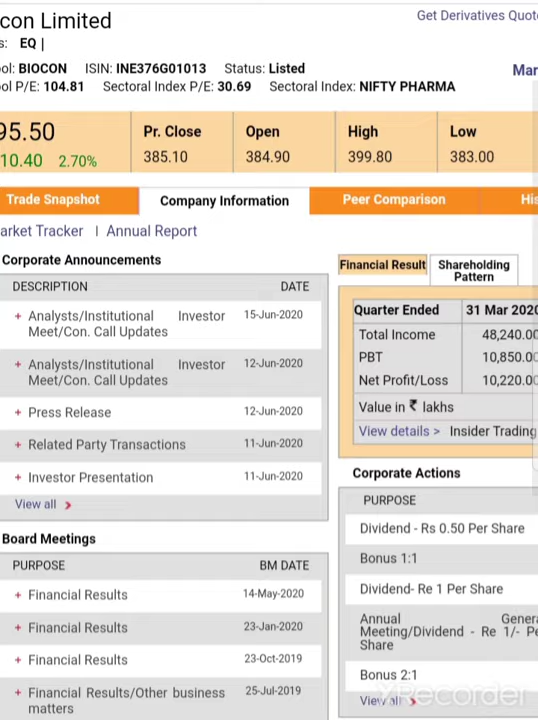 con Limited
Get Derivatives Quot
s: EQ |
ool: BIOCON ISIN: INE376G01013 Status: Listed
Mar
ool P/E: 104.81 Sectoral Index P/E: 30.69 Sectoral Index: NIFTY PHARMA
95.50 Pr. Close Open High Low
10.40 2.70% 385.10 384.90 399.80 383.00
Trade Snapshot Company Information Peer Comparison His
arket Tracker | Annual Report
Corporate Announcements
DESCRIPTION DATE
+ Analysts/Institutional Investor 15-Jun-2020
Meet/Con. Call Updates
+ Analysts/Institutional Investor 12-Jun-2020
Meet/Con. Call Updates
+ Press Release 12-Jun-2020
+ Related Party Transactions 11-Jun-2020
+ Investor Presentation 11-Jun-2020
View all >
Board Meetings
PURPOSE BM DATE
+ Financial Results 14-May-2020
+ Financial Results 23-Jan-2020
+ Financial Results 23-Oct-2019
+ Financial Results/Other business 25-Jul-2019
matters
Financial Result Shareholding
Pattern
Quarter Ended 31 Mar 2020
Total Income 48,240.00
PBT 10,850.00
Net Profit/Loss 10,220.00
Value in ₹ lakhs
View details > Insider Trading
Corporate Actions
PURPOSE
Dividend - Rs 0.50 Per Share
Bonus 1:1
Dividend- Re 1 Per Share
Annual Genera
Meeting/Dividend - Re 1/- Pe
Share
Bonus 2:1
View all >
XRecorder